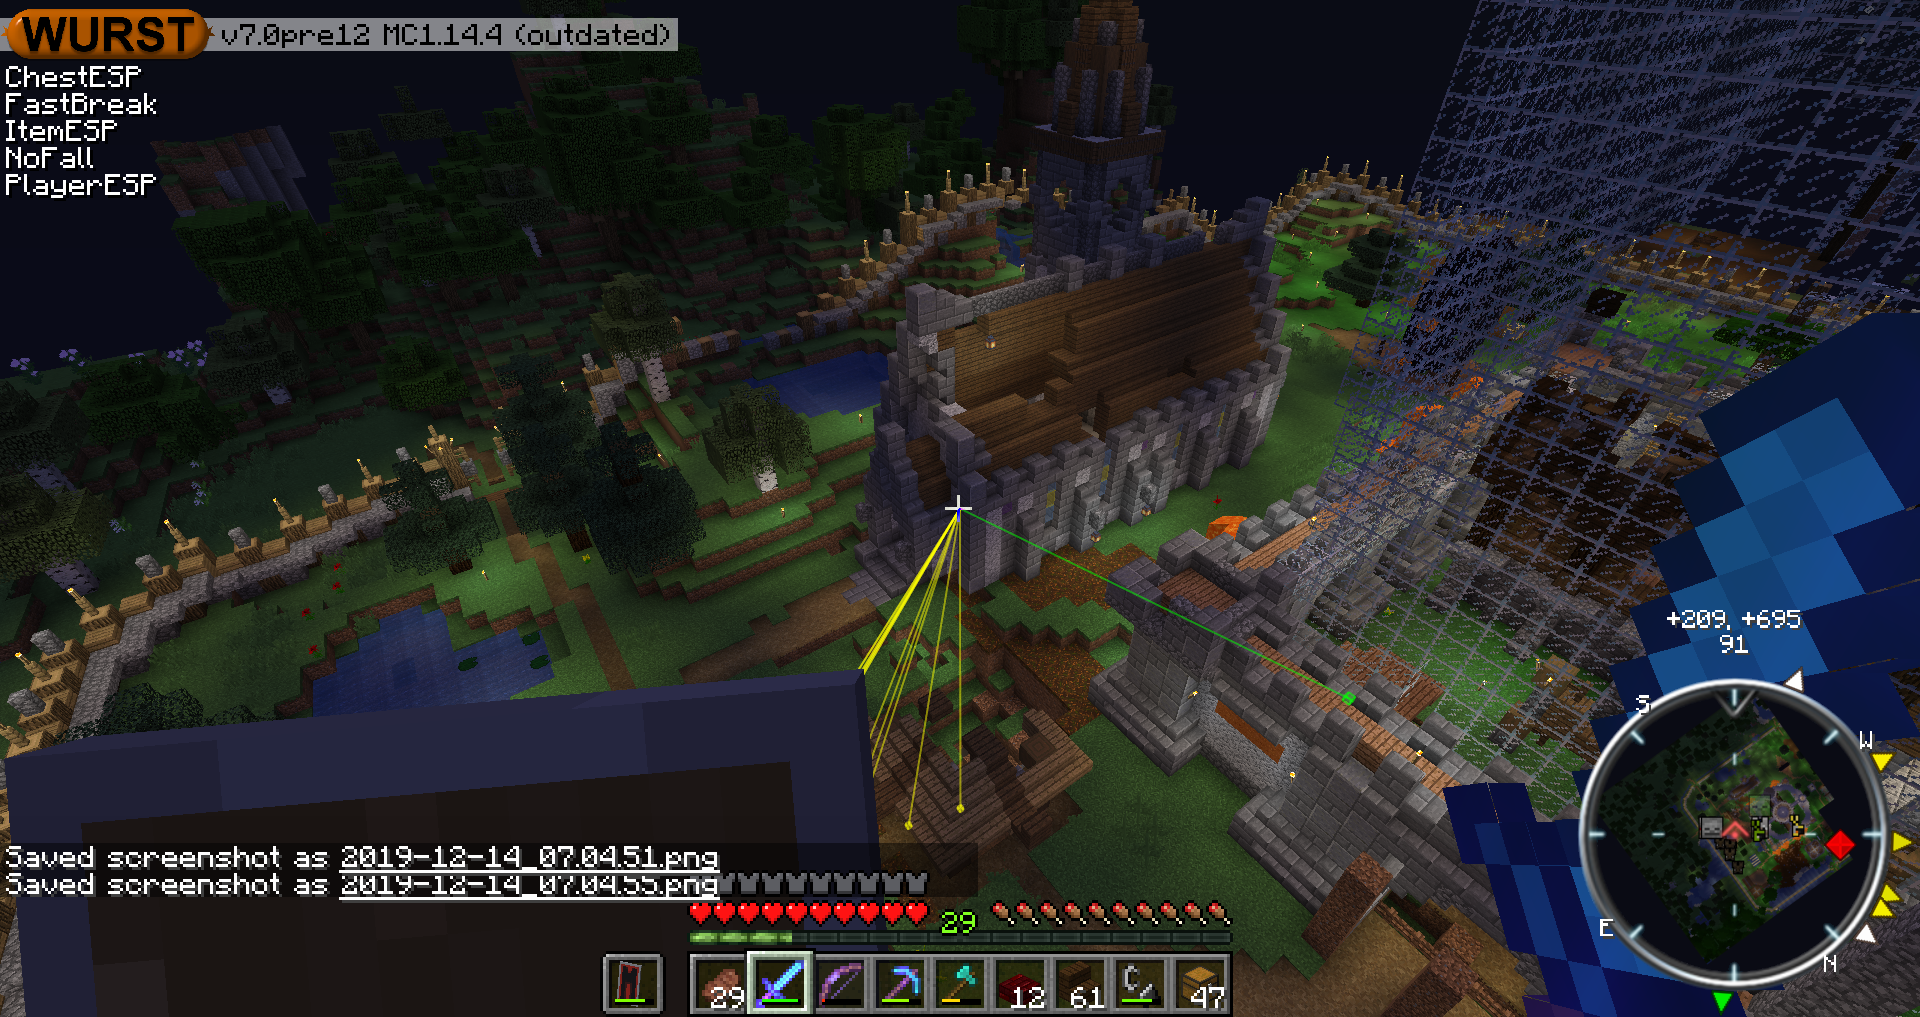 WURST v7.0pre12 MC1.14.4 (outdated)
ChestESP
FastBreak
ItemESP
NoFall
PlayerESP
+209, +695
91
S
W
E
N
Saved screenshot as 2019-12-14_07.04.51.png
Saved screenshot as 2019-12-14_07.04.55.png
29
29
12
61
47